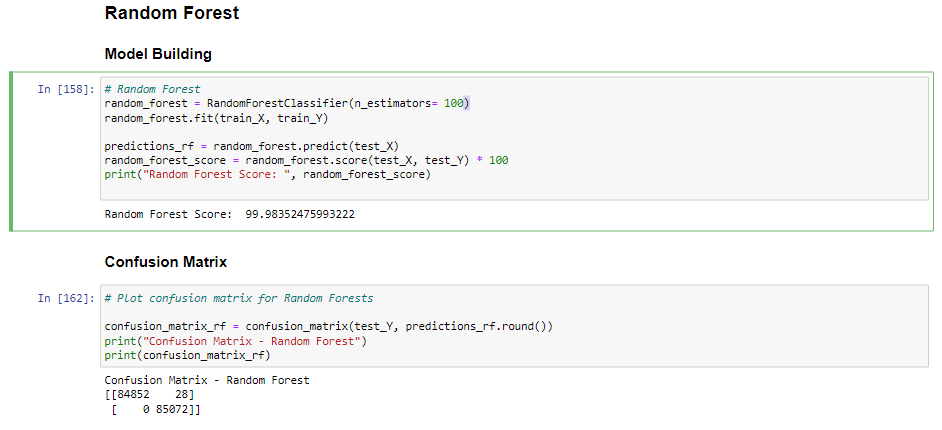 Random Forest
Model Building
In [158]: # Random Forest
random_forest = RandomForestClassifier(n_estimators= 100)
random_forest.fit(train_X, train_Y)
predictions_rf = random_forest.predict(test_X)
random_forest_score = random_forest.score(test_X, test_Y) * 100
print("Random Forest Score: ", random_forest_score)
Random Forest Score:  99.98352475993222
Confusion Matrix
In [162]: # Plot confusion matrix for Random Forests
confusion_matrix_rf = confusion_matrix(test_Y, predictions_rf.round())
print("Confusion Matrix - Random Forest")
print(confusion_matrix_rf)
Confusion Matrix - Random Forest
[[84852    28]
 [    0 85072]]